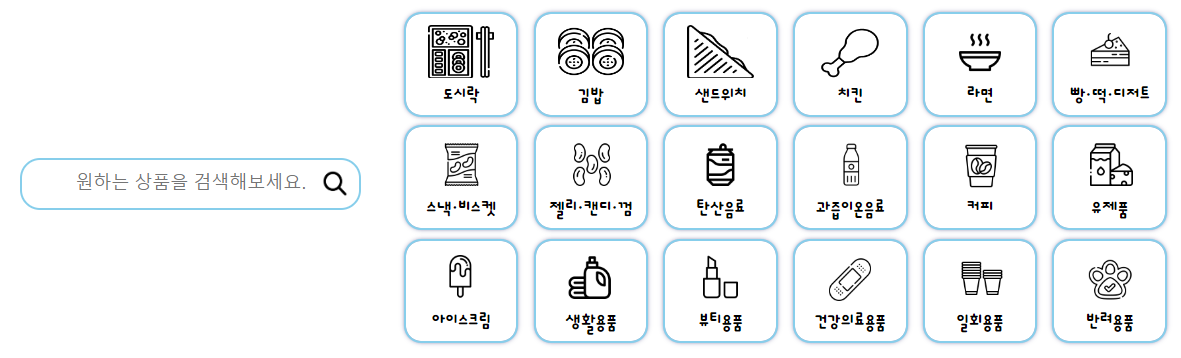 원하는 상품을 검색해보세요.
도시락
김밥
샌드위치
치킨
라면
빵·떡·디저트
스낵·비스켓
젤리·캔디·껌
탄산음료
과즙이온음료
커피
유제품
아이스크림
생활용품
뷰티용품
건강의료용품
일회용품
반려용품